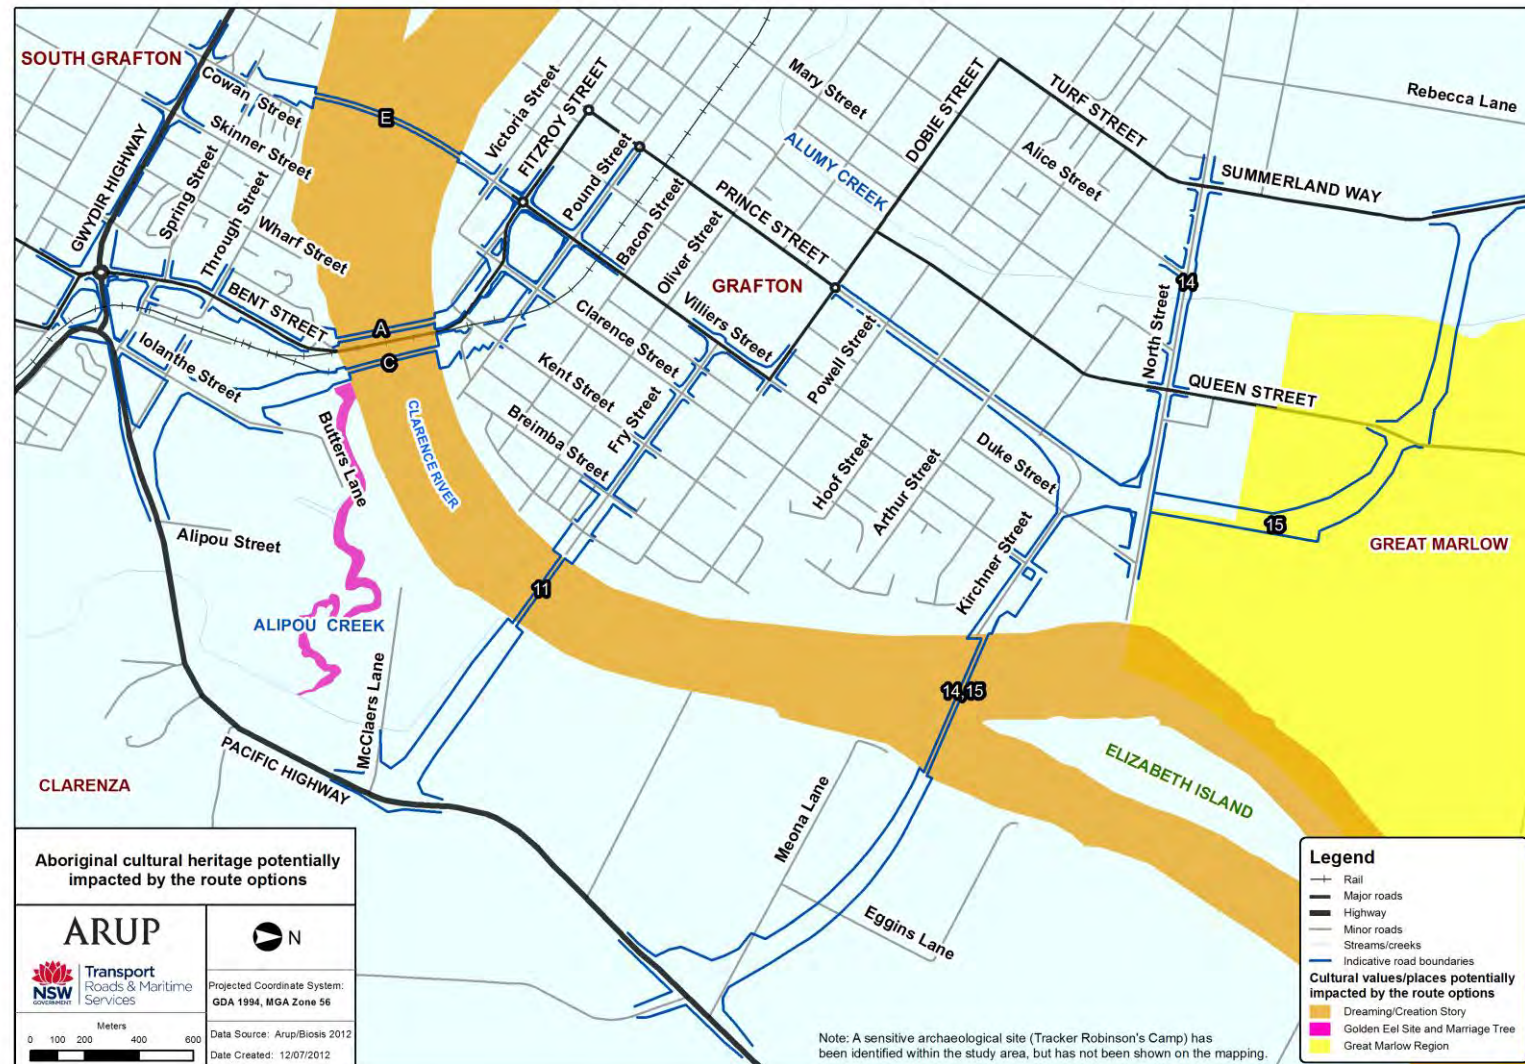 SOUTH GRAFTON
Cowan Street
Skinner Street
GWYDIR HIGHWAY
Spring Street
Through Street
Wharf Street
BENT STREET
Iolanthe Street
E
A
C
Victoria Street
FITZROY STREET
Pound Street
Bacon Street
Oliver Street
PRINCE STREET
Mary Street
ALUMY CREEK
DOBIE STREET
TURF STREET
Alice Street
Rebecca Lane
SUMMERLAND WAY
14
North Street
GRAFTON
Villiers Street
Clarence Street
Kent Street
Breimba Street
Fry Street
Powell Street
QUEEN STREET
Hoof Street
Arthur Street
Duke Street
Kirchner Street
15
GREAT MARLOW
CLARENCE RIVER
Butters Lane
Alipou Street
ALIPOU CREEK
11
McClaers Lane
PACIFIC HIGHWAY
CLARENZA
14,15
ELIZABETH ISLAND
Meona Lane
Eggins Lane
Aboriginal cultural heritage potentially
impacted by the route options
ARUP
NSW
GOVERNMENT
Transport
Roads & Maritime
Services
N
Projected Coordinate System:
GDA 1994, MGA Zone 56
Meters
0 100 200 400 600
Data Source: Arup/Biosis 2012
Date Created: 12/07/2012
Note: A sensitive archaeological site (Tracker Robinson's Camp) has
been identified within the study area, but has not been shown on the mapping.
Legend
Rail
Major roads
Highway
Minor roads
Streams/creeks
Indicative road boundaries
Cultural values/places potentially
impacted by the route options
Dreaming/Creation Story
Golden Eel Site and Marriage Tree
Great Marlow Region